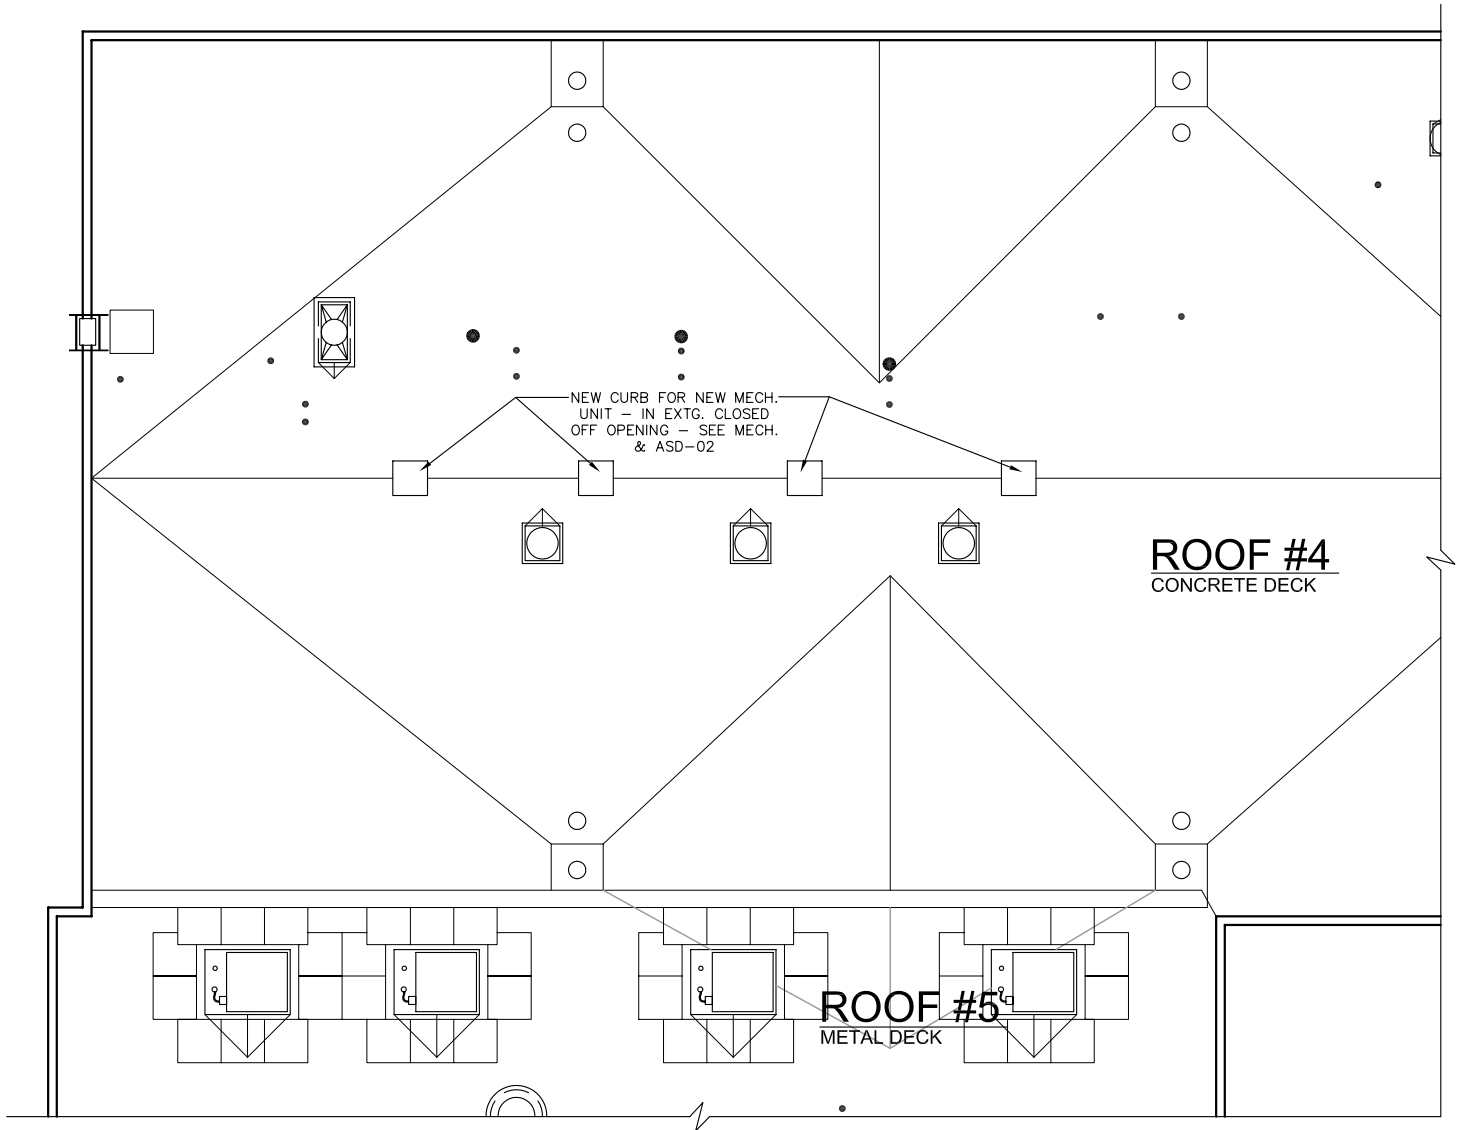 NEW CURB FOR NEW MECH.
UNIT – IN EXTG. CLOSED
OFF OPENING – SEE MECH.
& ASD–02
ROOF #4
CONCRETE DECK
ROOF #5
METAL DECK